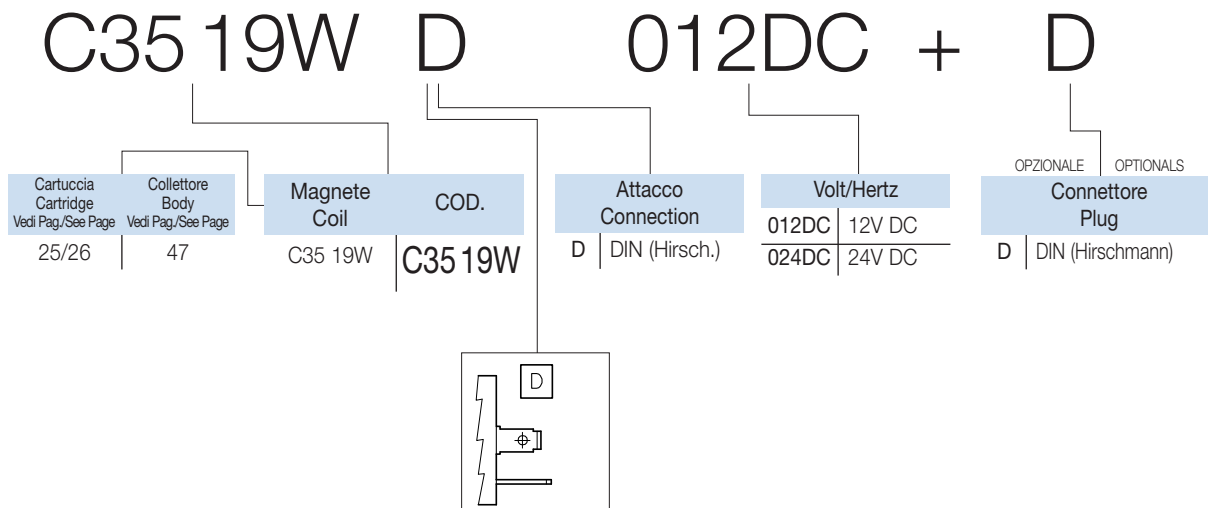 C35 19W D 012DC + D
OPZIONALE OPTIONALS
Cartuccia
Cartridge
Vedi Pag./See Page
25/26
Collettore
Body
Vedi Pag./See Page
47
Magnete
Coil
C35 19W
COD.
C35 19W
Attacco
Connection
D DIN (Hirsch.)
Volt/Hertz
012DC 12V DC
024DC 24V DC
Connettore
Plug
D DIN (Hirschmann)
D